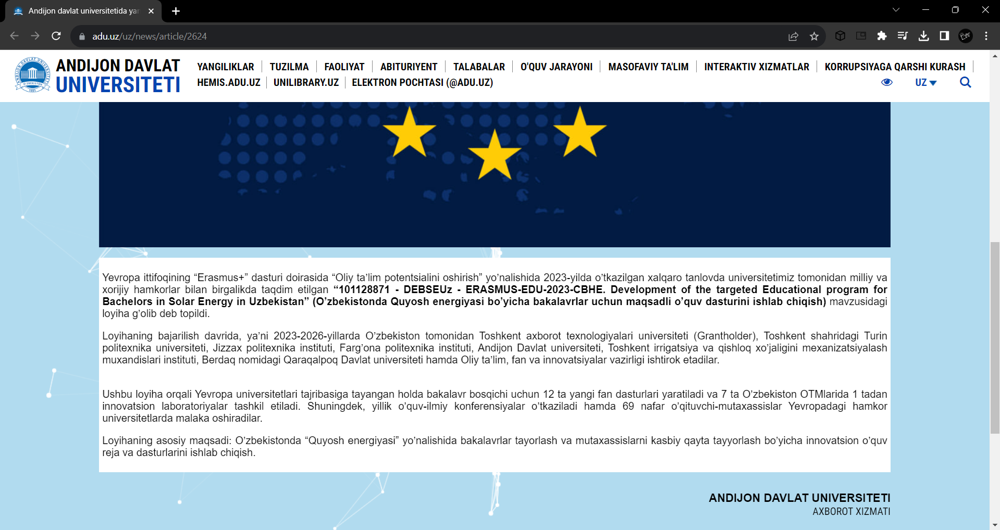 Andijon davlat universitetida yar
adu.uz/uz/news/article/2624
ANDIJON DAVLAT
UNIVERSITETI
YANGILIKLAR
TUZILMA
FAOLIYAT
ABITURIYENT
TALABALAR
O'QUV JARAYONI
MASOFAVIY TA'LIM
INTERAKTIV XIZMATLAR
KORRUPSIYAGA QARSHI KURASH
HEMIS.ADU.UZ
UNILIBRARY.UZ
ELEKTRON POCHTASI (@ADU.UZ)
UZ
Yevropa ittifoqining “Erasmus+” dasturi doirasida “Oliy ta’lim potentsialini oshirish” yo’nalishida 2023-yilda o’tkazilgan xalqaro tanlovda universitetimiz tomonidan milliy va
xorijiy hamkorlar bilan birgalikda taqdim etilgan “101128871 - DEBSEUz - ERASMUS-EDU-2023-CBHE. Development of the targeted Educational program for
Bachelors in Solar Energy in Uzbekistan” (O’zbekistonda Quyosh energiyasi bo’yicha bakalavrlar uchun maqsadli o’quv dasturini ishlab chiqish) mavzusidagi
loyiha g’olib deb topildi.
Loyihaning bajarilish davrida, ya’ni 2023-2026-yillarda O’zbekiston tomonidan Toshkent axborot texnologiyalari universiteti (Grantholder), Toshkent shahridagi Turin
politexnika universiteti, Jizzax politexnika instituti, Farg’ona politexnika instituti, Andijon Davlat universiteti, Toshkent irrigatsiya va qishloq xo’jaligini mexanizatsiyalash
muxandislari instituti, Berdaq nomidagi Qaraqalpoq Davlat universiteti hamda Oliy ta’lim, fan va innovatsiyalar vazirligi ishtirok etadilar.
Ushbu loyiha orqali Yevropa universitetlari tajribasiga tayangan holda bakalavr bosqichi uchun 12 ta yangi fan dasturlari yaratiladi va 7 ta O’zbekiston OTMlarida 1 tadan
innovatsion laboratoriyalar tashkil etiladi. Shuningdek, yillik o’quv-ilmiy konferensiyalar o’tkaziladi hamda 69 nafar o’qituvchi-mutaxassislar Yevropadagi hamkor
universitetlarda malaka oshiradilar.
Loyihaning asosiy maqsadi: O’zbekistonda “Quyosh energiyasi” yo’nalishida bakalavrlar tayorlash va mutaxassislarni kasbiy qayta tayyorlash bo’yicha innovatsion o’quv
reja va dasturlarini ishlab chiqish.
ANDIJON DAVLAT UNIVERSITETI
AXBOROT XIZMATI